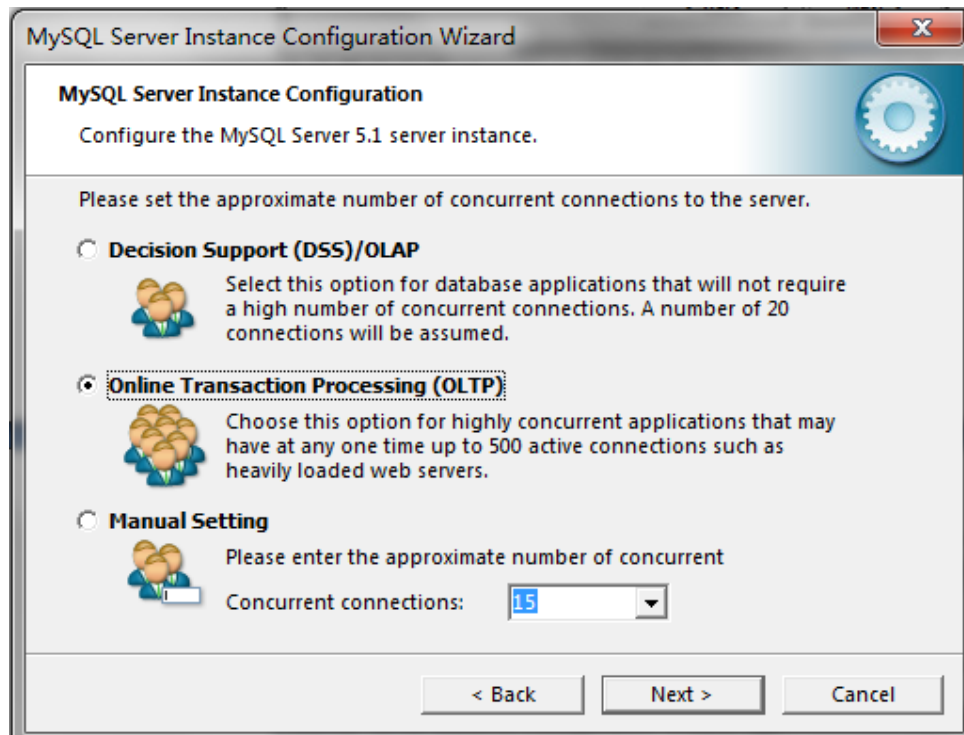 MySQL Server Instance Configuration Wizard
MySQL Server Instance Configuration
Configure the MySQL Server 5.1 server instance.
Please set the approximate number of concurrent connections to the server.
Decision Support (DSS)/OLAP
Select this option for database applications that will not require
a high number of concurrent connections. A number of 20
connections will be assumed.
Online Transaction Processing (OLTP)
Choose this option for highly concurrent applications that may
have at any one time up to 500 active connections such as
heavily loaded web servers.
Manual Setting
Please enter the approximate number of concurrent
Concurrent connections: 15
< Back Next > Cancel